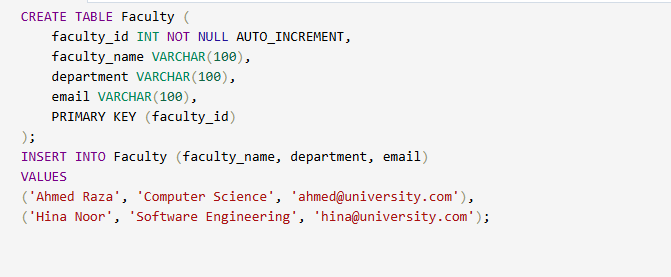 CREATE TABLE Faculty (
    faculty_id INT NOT NULL AUTO_INCREMENT,
    faculty_name VARCHAR(100),
    department VARCHAR(100),
    email VARCHAR(100),
    PRIMARY KEY (faculty_id)
);
INSERT INTO Faculty (faculty_name, department, email)
VALUES
('Ahmed Raza', 'Computer Science', 'ahmed@university.com'),
('Hina Noor', 'Software Engineering', 'hina@university.com');